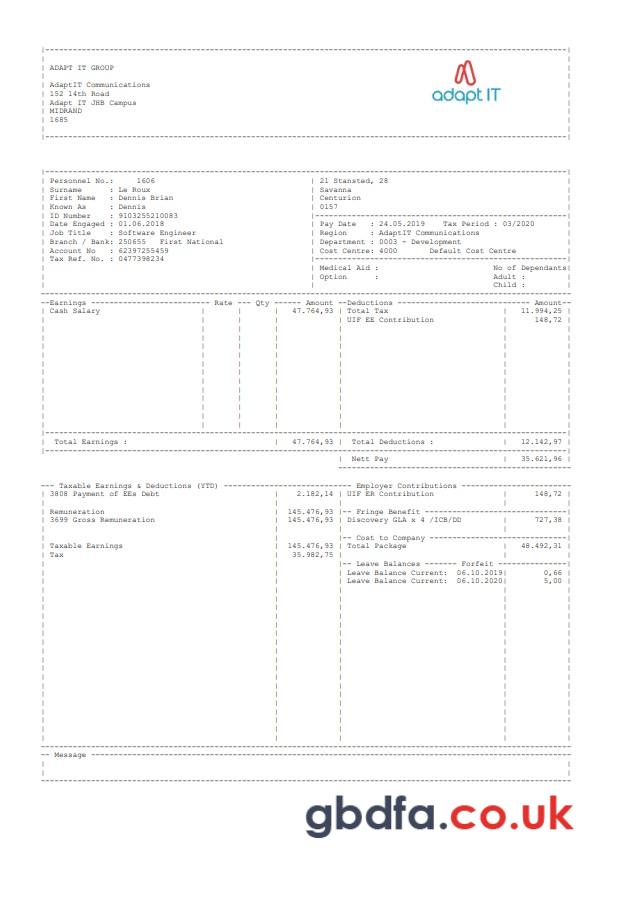 ADAPT IT GROUP
AdaptIT Communications
152 14th Road
Adapt IT JHB Campus
MIDRAND
1685
adapt IT
Personnel No.: 1606
Surname : Le Roux
First Name : Dennis Brian
Known As : Dennis
ID Number : 9103255210083
Date Engaged : 01.06.2018
Job Title : Software Engineer
Branch / Bank: 250655 First National
Account No : 62397255459
Tax Ref. No. : 0477398234
21 Stansted, 28
Savanna
Centurion
0157
Pay Date : 24.05.2019 Tax Period : 03/2020
Region : AdaptIT Communications
Department : 0003 - Development
Cost Centre: 4000 Default Cost Centre
Medical Aid : No of Dependants
Option : Adult :
Child :
Earnings Rate Qty Amount Deductions Amount
Cash Salary 47.764,93 Total Tax 11.994,25
UIF EE Contribution 148,72
Total Earnings : 47.764,93 Total Deductions : 12.142,97
Nett Pay 35.621,96
Taxable Earnings & Deductions (YTD) Employer Contributions
3808 Payment of EEs Debt 2.182,14 UIF ER Contribution 148,72
Remuneration 145.476,93 Fringe Benefit
3699 Gross Remuneration 145.476,93 Discovery GLA x 4 /ICB/DD 727,38
Cost to Company
Taxable Earnings 145.476,93 Total Package 48.492,31
Tax 35.982,75
Leave Balances Forfeit
Leave Balance Current: 06.10.2019 0,66
Leave Balance Current: 06.10.2020 5,00
Message
gbdfa.co.uk